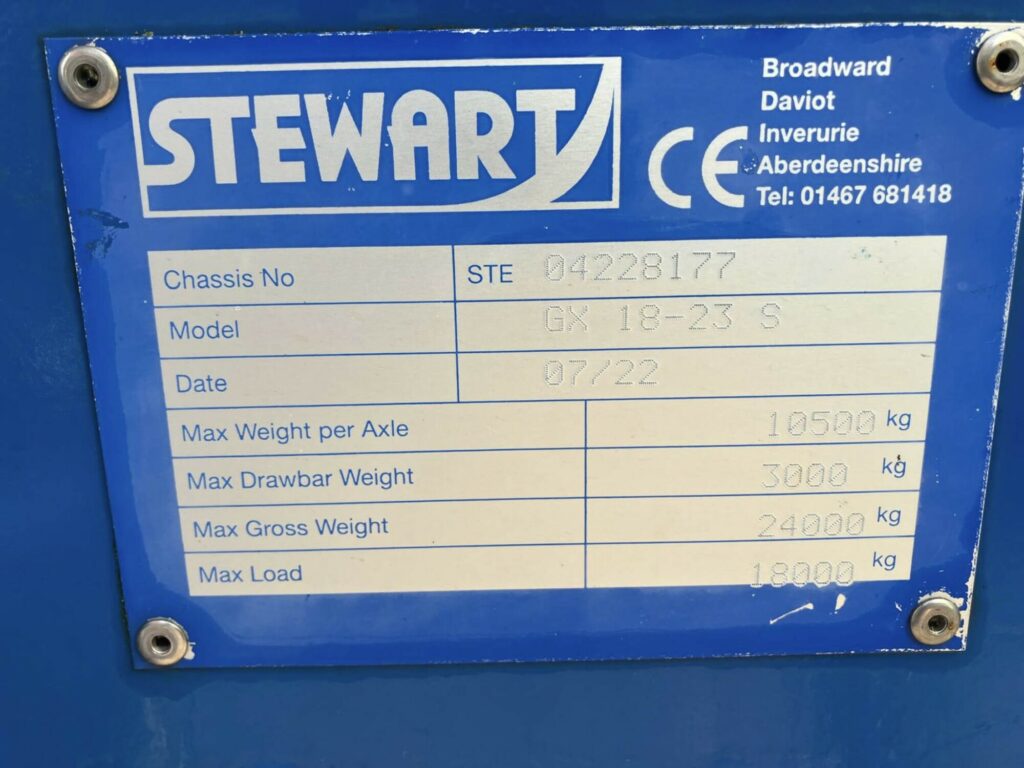 STEWART
Broadward
Daviot
Inverurie
Aberdeenshire
Tel: 01467 681418
CE
Chassis No STE 04228177
Model GX 18-23 S
Date 07/22
Max Weight per Axle 10500 kg
Max Drawbar Weight 3000 kg
Max Gross Weight 24000 kg
Max Load 18000 kg